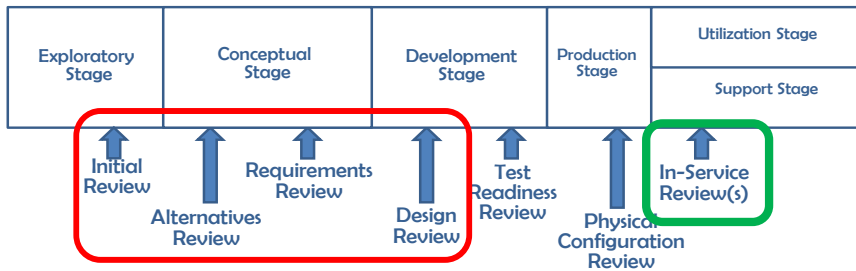 Exploratory
Stage
Conceptual
Stage
Development
Stage
Production
Stage
Utilization Stage
Support Stage
Initial
Review
Alternatives
Review
Requirements
Review
Design
Review
Test
Readiness
Review
Physical
Configuration
Review
In-Service
Review(s)